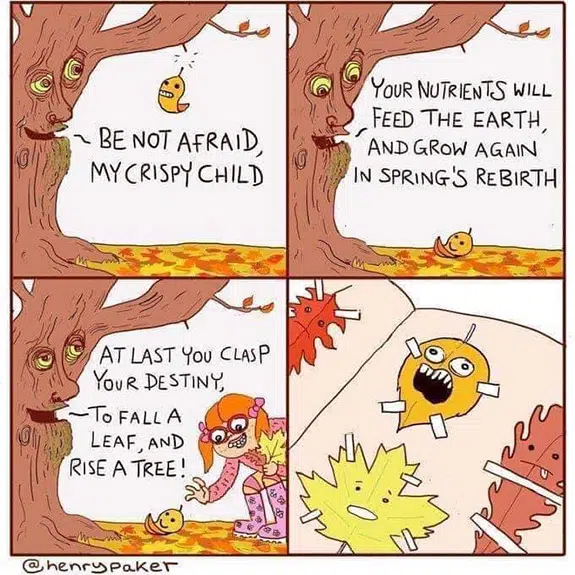 BE NOT AFRAID,
MY CRISPY CHILD
YOUR NUTRIENTS WILL
FEED THE EARTH,
AND GROW AGAIN
IN SPRING'S REBIRTH
AT LAST YOU CLASP
YOUR DESTINY,
TO FALL A
LEAF, AND
RISE A TREE!
@henrypaker